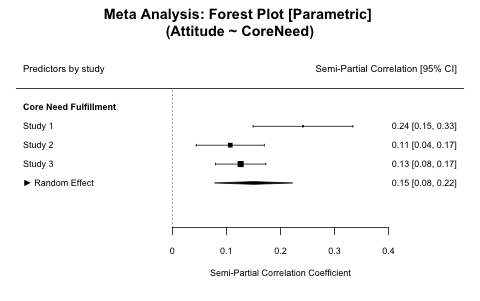 Meta Analysis: Forest Plot [Parametric]
(Attitude ~ CoreNeed)
Predictors by study Semi-Partial Correlation [95% CI]
Core Need Fulfillment
Study 1 0.24 [0.15, 0.33]
Study 2 0.11 [0.04, 0.17]
Study 3 0.13 [0.08, 0.17]
► Random Effect 0.15 [0.08, 0.22]
0 0.1 0.2 0.3 0.4
Semi-Partial Correlation Coefficient